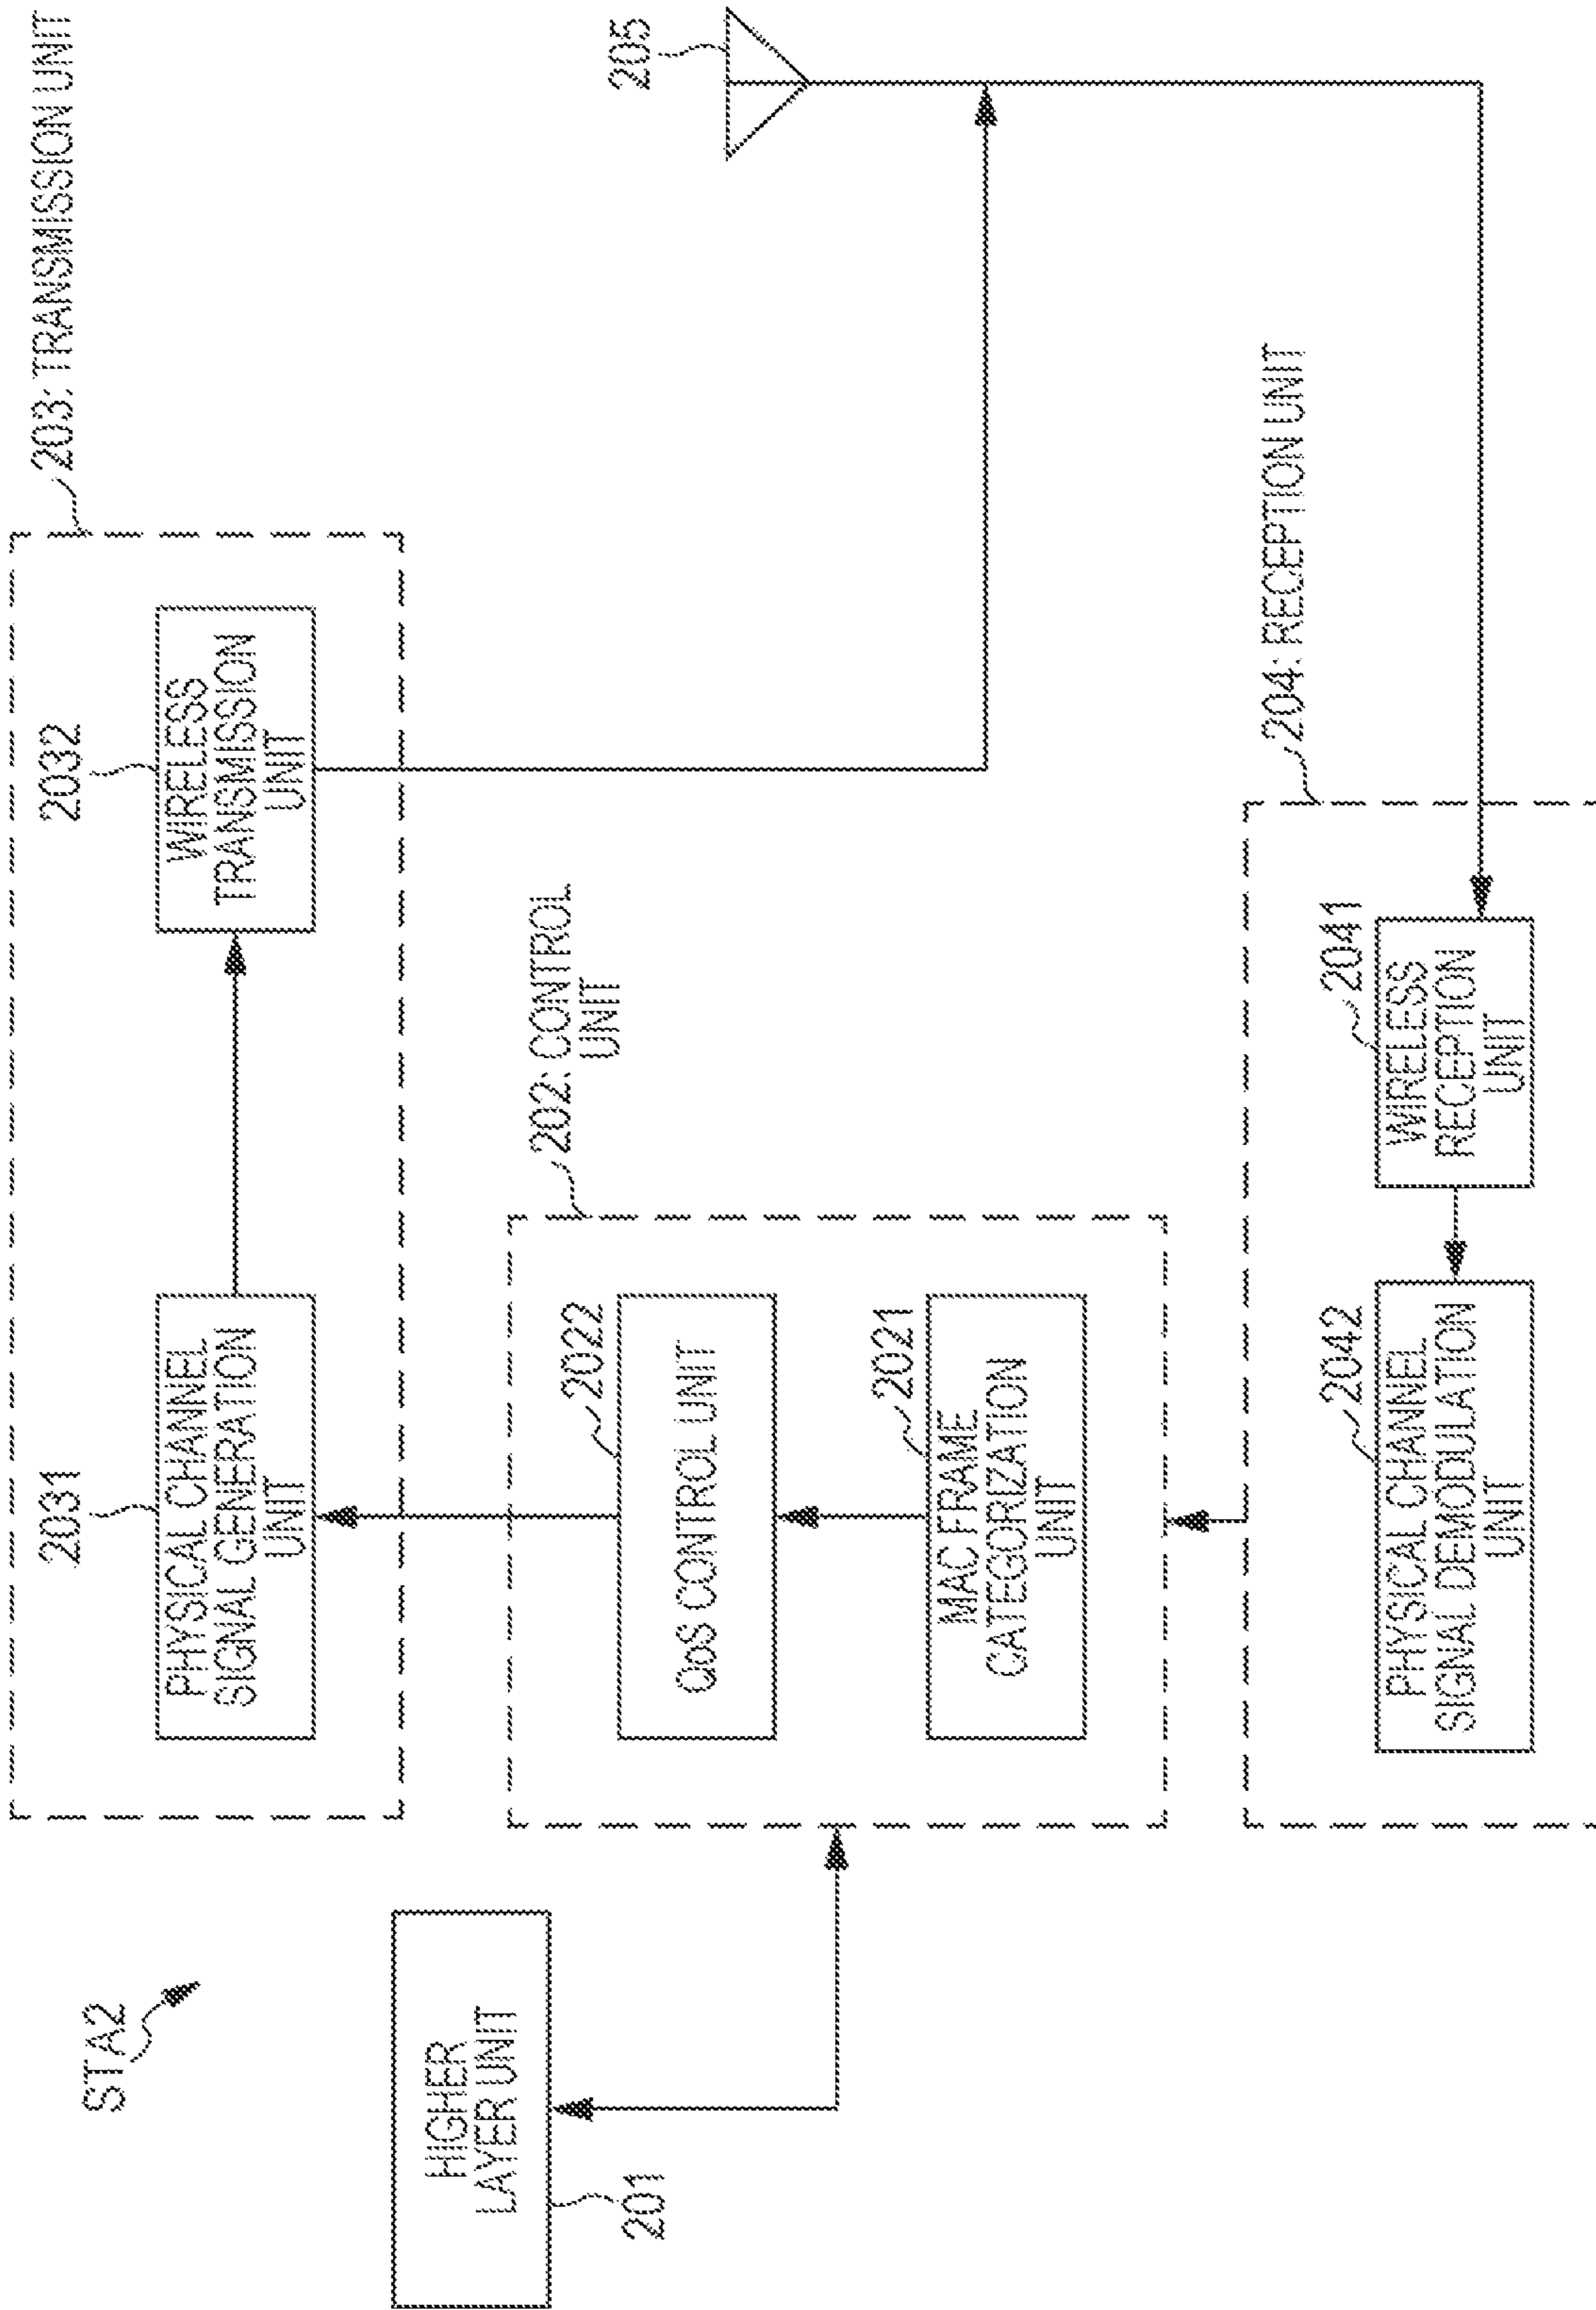 STA2
203: TRANSMISSION UNIT
2031
2032
PHYSICAL CHANNEL
SIGNAL GENERATION
UNIT
WIRELESS
TRANSMISSION
UNIT
HIGHER
LAYER UNIT
201
202: CONTROL
UNIT
2022
QoS CONTROL UNIT
205
2021
MAC FRAME
CATEGORIZATION
UNIT
204: RECEPTION UNIT
2042
2041
PHYSICAL CHANNEL
SIGNAL DEMODULATION
UNIT
WIRELESS
RECEPTION
UNIT